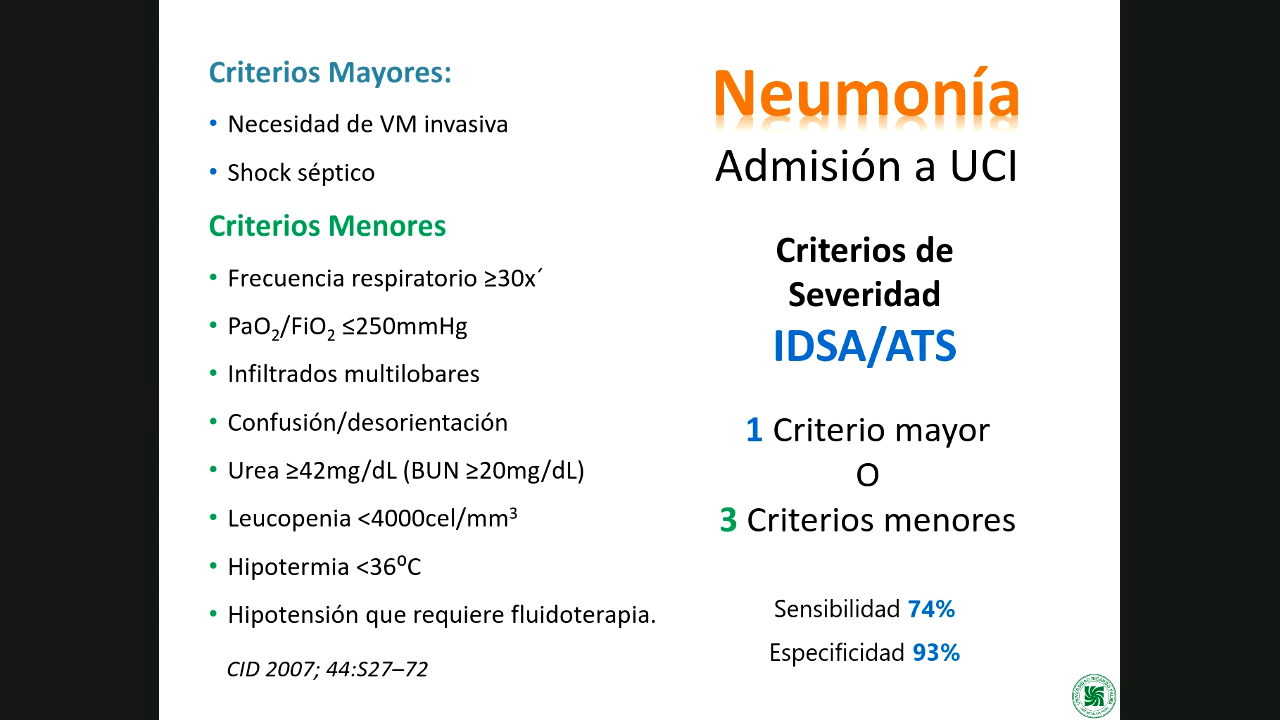 Criterios Mayores:
• Necesidad de VM invasiva
• Shock séptico
Criterios Menores
• Frecuencia respiratorio ≥30x´
• PaO₂/FiO₂ ≤250mmHg
• Infiltrados multilobares
• Confusión/desorientación
• Urea ≥42mg/dL (BUN ≥20mg/dL)
• Leucopenia <4000cel/mm³
• Hipotermia <36⁰C
• Hipotensión que requiere fluidoterapia.
CID 2007; 44:S27–72
Neumonía
Admisión a UCI
Criterios de
Severidad
IDSA/ATS
1 Criterio mayor
O
3 Criterios menores
Sensibilidad 74%
Especificidad 93%